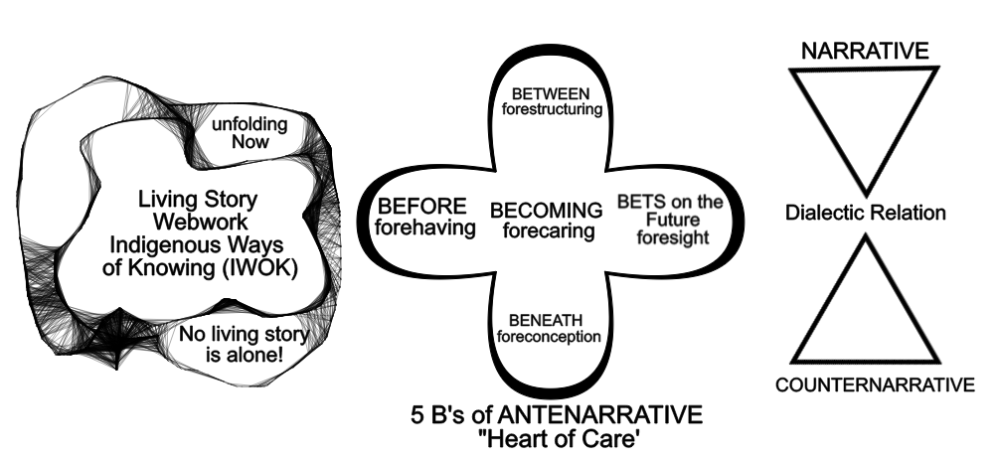 unfolding
Now
Living Story
Webwork
Indigenous Ways
of Knowing (IWOK)
No living story
is alone!
BETWEEN
forestructuring
BEFORE
forehaving
BECOMING
forecaring
BETS on the
Future
foresight
BENEATH
foreconception
5 B's of ANTENARRATIVE
"Heart of Care'
NARRATIVE
Dialectic Relation
COUNTERNARRATIVE